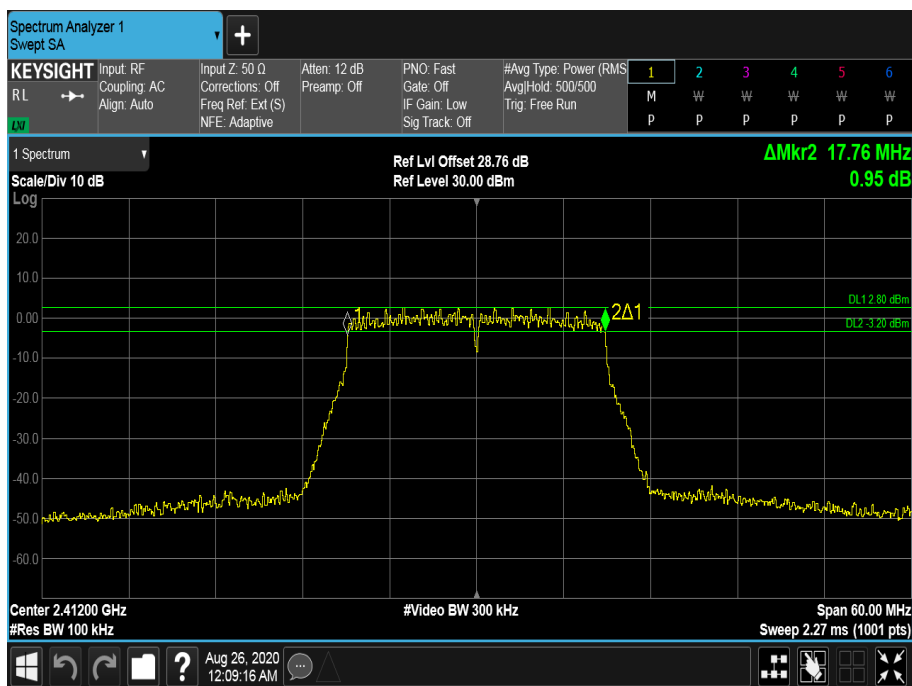 Spectrum Analyzer 1
Swept SA
+
KEYSIGHT
R L
LXI
Input: RF
Coupling: AC
Align: Auto
Input Z: 50 Ω
Corrections: Off
Freq Ref: Ext (S)
NFE: Adaptive
Atten: 12 dB
Preamp: Off
PNO: Fast
Gate: Off
IF Gain: Low
Sig Track: Off
#Avg Type: Power (RMS
Avg|Hold: 500/500
Trig: Free Run
1 2 3 4 5 6
M W W W W W
P P P P P P
1 Spectrum
Scale/Div 10 dB
Ref Lvl Offset 28.76 dB
Ref Level 30.00 dBm
ΔMkr2 17.76 MHz
0.95 dB
Log
20.0
10.0
0.00
-10.0
-20.0
-30.0
-40.0
-50.0
-60.0
1
2Δ1
DL1 2.80 dBm
DL2 -3.20 dBm
Center 2.41200 GHz
#Video BW 300 kHz
Span 60.00 MHz
#Res BW 100 kHz
Sweep 2.27 ms (1001 pts)
?
Aug 26, 2020
12:09:16 AM